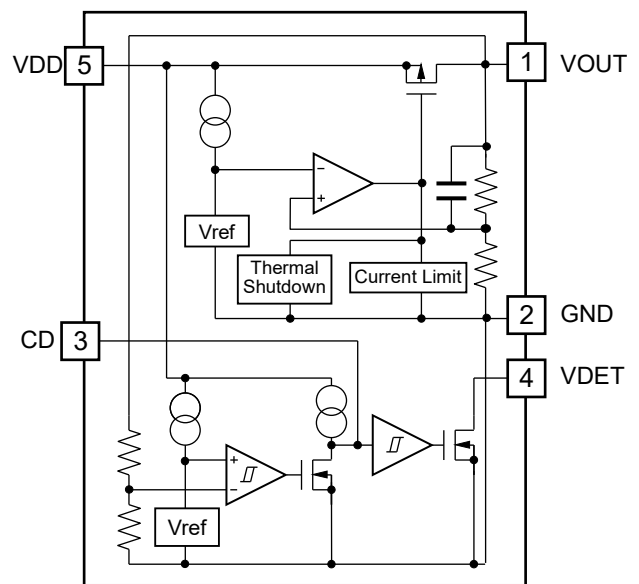 VDD 5
1 VOUT
−
+
Vref
Thermal
Shutdown
Current Limit
2 GND
CD 3
4 VDET
+
−
Vref